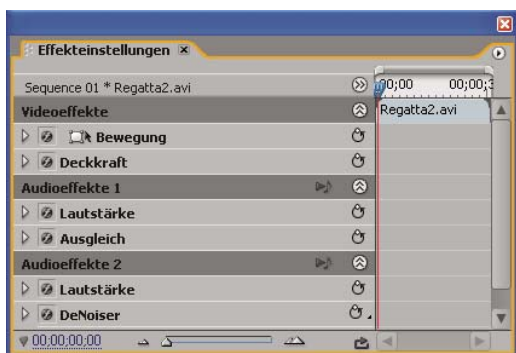 Effekteinstellungen
Sequence 01 * Regatta2.avi
00;00 00;00;3
Videoeffekte
Regatta2.avi
Bewegung
Deckkraft
Audioeffekte 1
Lautstärke
Ausgleich
Audioeffekte 2
Lautstärke
DeNoiser
00:00:00:00